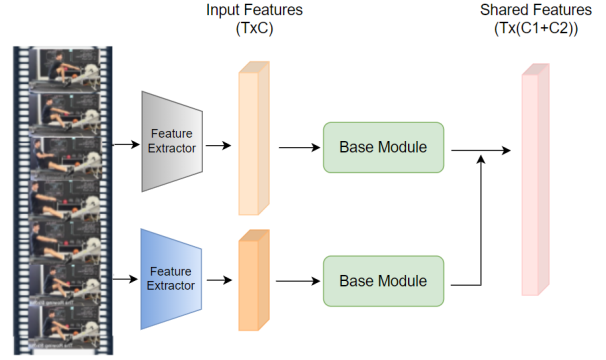 Input Features
(TxC)
Shared Features
(Tx(C1+C2))
Feature
Extractor
Base Module
Feature
Extractor
Base Module